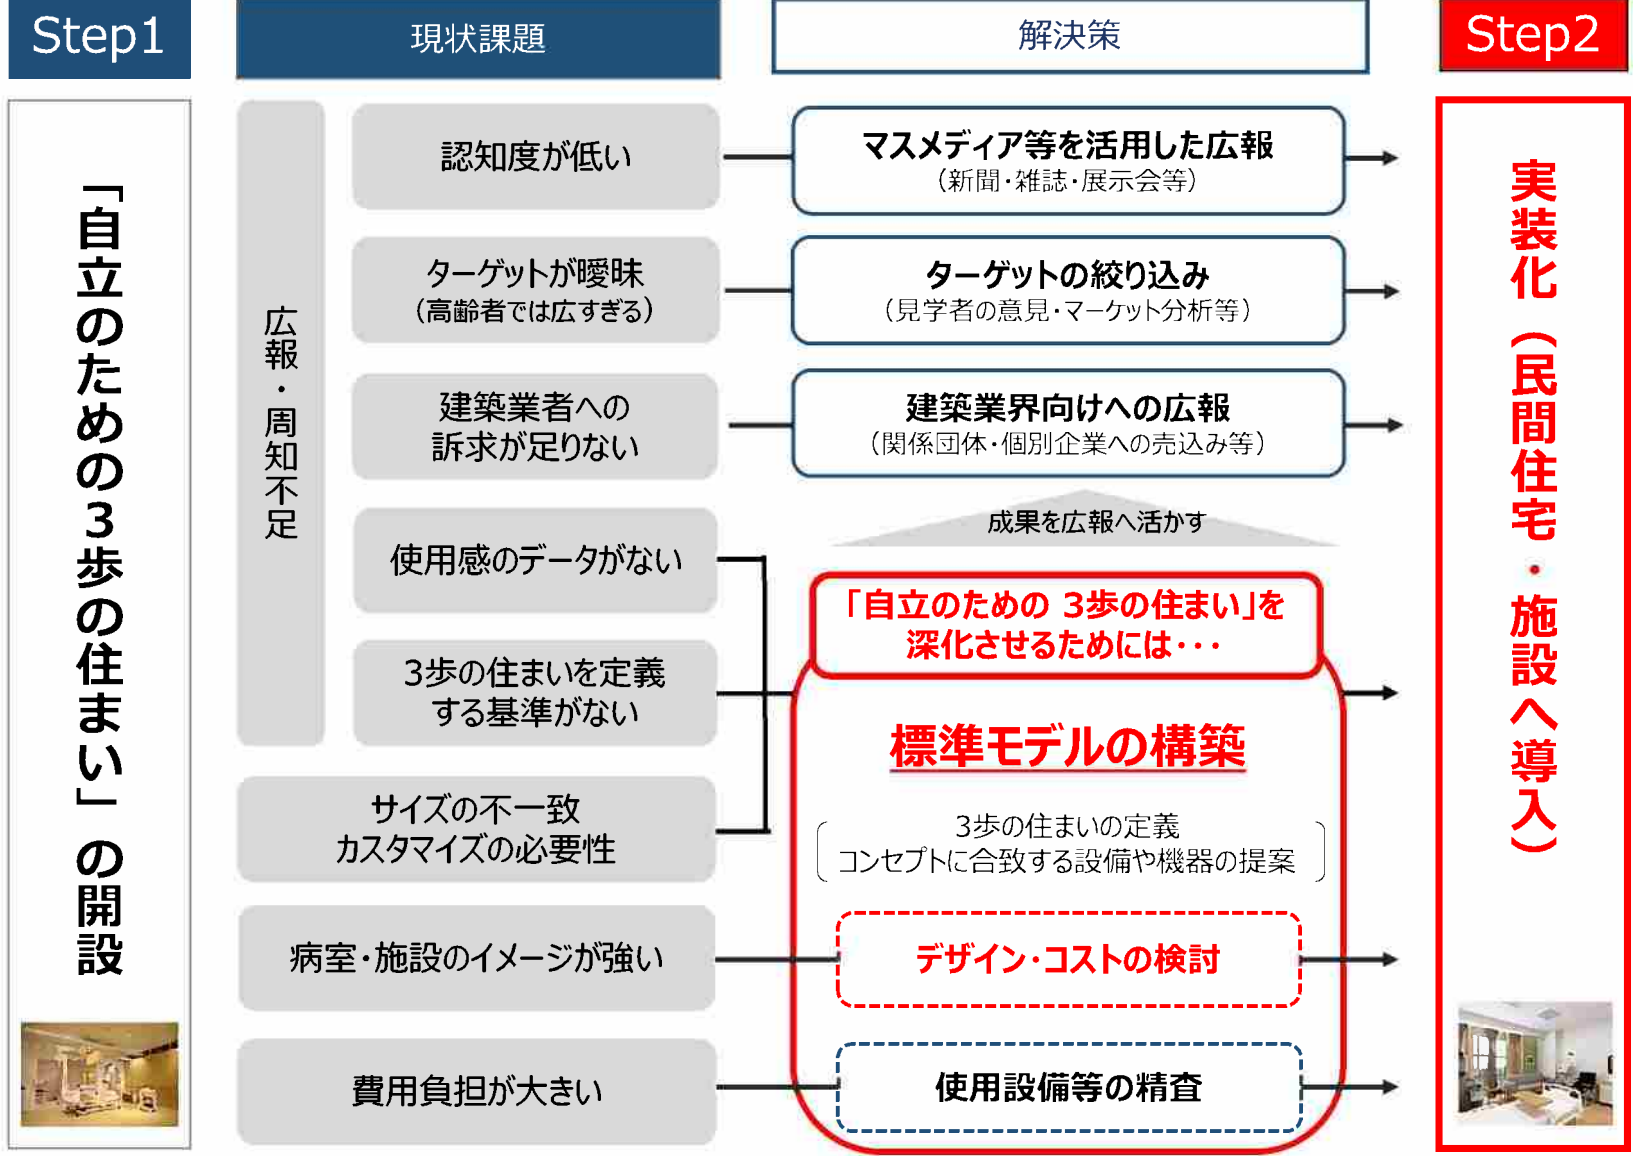 Step1
現状課題
解決策
Step2
「自立のための３歩の住まい」の開設
広報・周知不足
認知度が低い
マスメディア等を活用した広報
（新聞・雑誌・展示会等）
ターゲットが曖昧
（高齢者では広すぎる）
ターゲットの絞り込み
（見学者の意見・マーケット分析等）
建築業者への
訴求が足りない
建築業界向けへの広報
（関係団体・個別企業への売込み等）
成果を広報へ活かす
使用感のデータがない
3歩の住まいを定義
する基準がない
サイズの不一致
カスタマイズの必要性
「自立のための 3歩の住まい」を
深化させるためには・・・
標準モデルの構築
3歩の住まいの定義
コンセプトに合致する設備や機器の提案
病室・施設のイメージが強い
デザイン・コストの検討
費用負担が大きい
使用設備等の精査
実装化（民間住宅・施設へ導入）